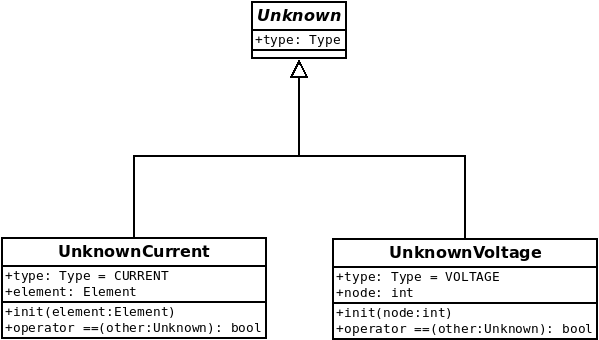 Unknown
+type: Type
UnknownCurrent
+type: Type = CURRENT
+element: Element
+init(element:Element)
+operator ==(other:Unknown): bool
UnknownVoltage
+type: Type = VOLTAGE
+node: int
+init(node:int)
+operator ==(other:Unknown): bool